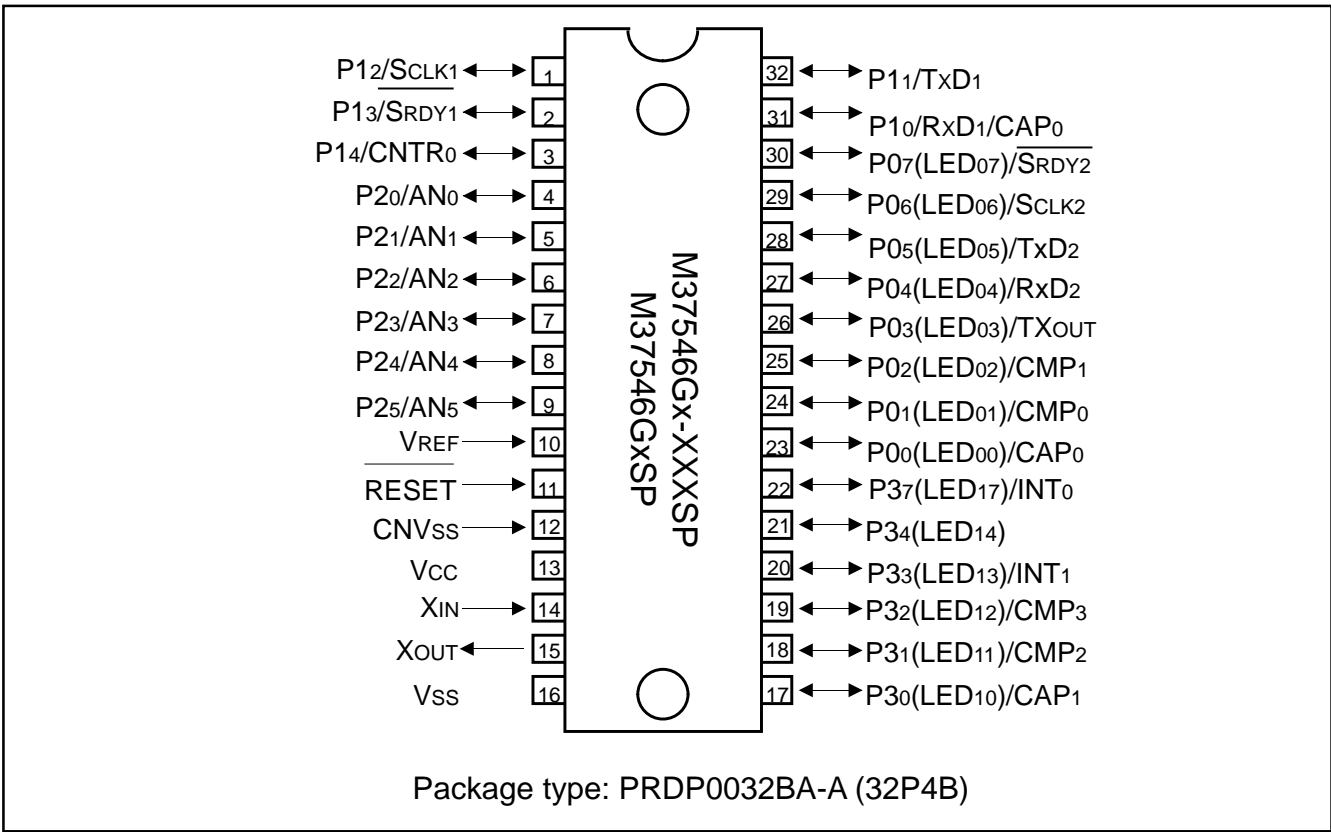 P12/SCLK1
P13/SRDY1
P14/CNTR0
P20/AN0
P21/AN1
P22/AN2
P23/AN3
P24/AN4
P25/AN5
VREF
RESET
CNVSS
VCC
XIN
XOUT
VSS
1
2
3
4
5
6
7
8
9
10
11
12
13
14
15
16
M37546Gx-XXXSP
M37546GxSP
32
31
30
29
28
27
26
25
24
23
22
21
20
19
18
17
P11/TXD1
P10/RXD1/CAP0
P07(LED07)/SRDY2
P06(LED06)/SCLK2
P05(LED05)/TxD2
P04(LED04)/RxD2
P03(LED03)/TXOUT
P02(LED02)/CMP1
P01(LED01)/CMP0
P00(LED00)/CAP0
P37(LED17)/INT0
P34(LED14)
P33(LED13)/INT1
P32(LED12)/CMP3
P31(LED11)/CMP2
P30(LED10)/CAP1
Package type: PRDP0032BA-A (32P4B)